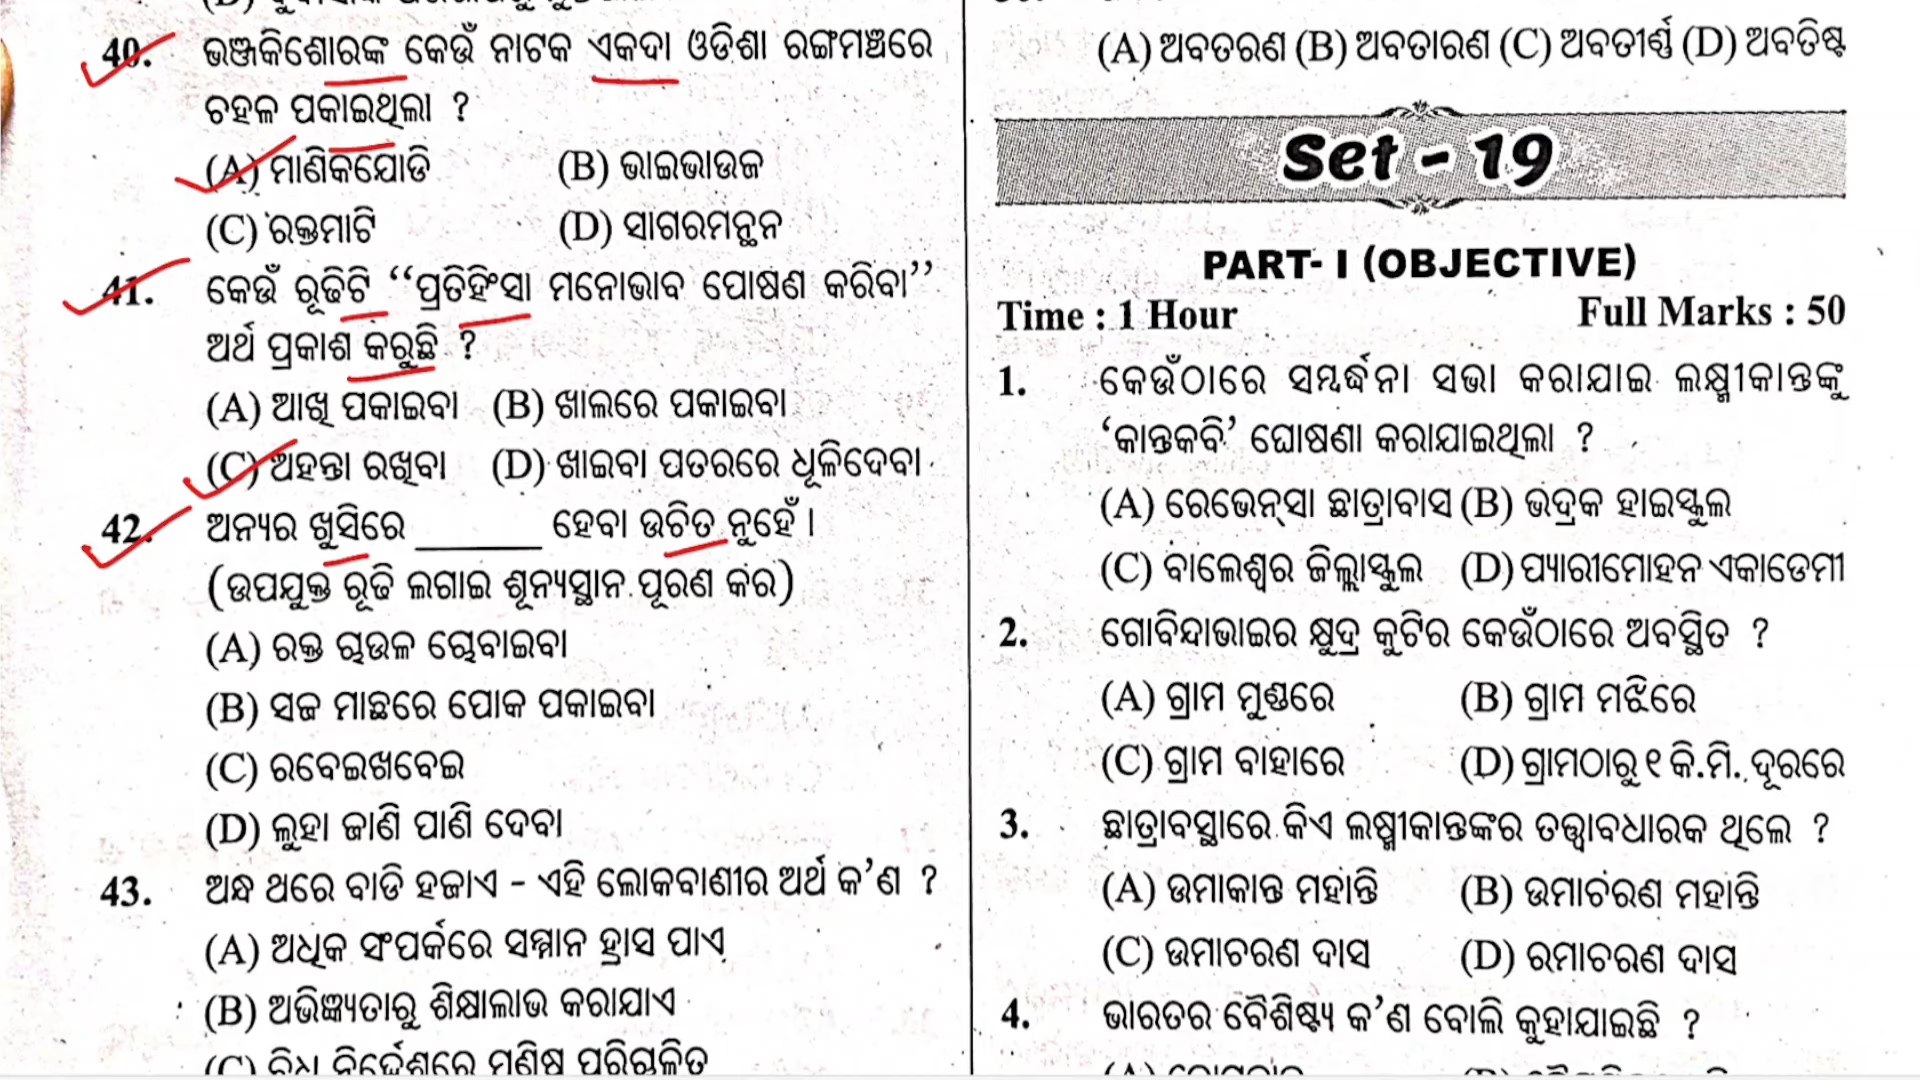 40. ଭଞ୍ଜକିଶୋରଙ୍କ କେଉଁ ନାଟକ ଏକଦା ଓଡିଶା ରଙ୍ଗମଞ୍ଚରେ
ଚହଳ ପକାଇଥିଲା ?
(A) ମାଣିକଯୋଡି (B) ଭାଇଭାଉଜ
(C) ରକ୍ତମାଟି (D) ସାଗରମନ୍ଥନ
41. କେଉଁ ରୂଢିଟି “ପ୍ରତିହିଂସା ମନୋଭାବ ପୋଷଣ କରିବା”
ଅର୍ଥ ପ୍ରକାଶ କରୁଛି ?
(A) ଆଖି ପକାଇବା (B) ଖାଲରେ ପକାଇବା
(C) ଅହନ୍ତା ରଖିବା (D) ଖାଇବା ପତରରେ ଧୂଳିଦେବା
42. ଅନ୍ୟର ଖୁସିରେ ______ ହେବା ଉଚିତ ନୁହେଁ ।
(ଉପଯୁକ୍ତ ରୂଢି ଲଗାଇ ଶୂନ୍ୟସ୍ଥାନ ପୂରଣ କର)
(A) ରକ୍ତ ଚାଉଳ ଚୋବାଇବା
(B) ସଜ ମାଛରେ ପୋକ ପକାଇବା
(C) ରବେଇଖବେଇ
(D) ଲୁହା ଜାଣି ପାଣି ଦେବା
43. ଅନ୍ଧ ଥରେ ବାଡି ହଜାଏ - ଏହି ଲୋକବାଣୀର ଅର୍ଥ କ’ଣ ?
(A) ଅଧିକ ସଂପର୍କରେ ସମ୍ମାନ ହ୍ରାସ ପାଏ
(B) ଅଭିଜ୍ଞତାରୁ ଶିକ୍ଷାଲାଭ କରାଯାଏ
(C) ବିଧି ନିର୍ଦ୍ଦେଶରେ ମଣିଷ ପରିଚାଳିତ
(A) ଅବତରଣ (B) ଅବତାରଣ (C) ଅବତୀର୍ଣ୍ଣ (D) ଅବତିଷ୍ଟ
Set - 19
PART- I (OBJECTIVE)
Time : 1 Hour Full Marks : 50
1. କେଉଁଠାରେ ସମ୍ବର୍ଦ୍ଧନା ସଭା କରାଯାଇ ଲକ୍ଷ୍ମୀକାନ୍ତଙ୍କୁ
‘କାନ୍ତକବି’ ଘୋଷଣା କରାଯାଇଥିଲା ?
(A) ରେଭେନ୍ସା ଛାତ୍ରାବାସ (B) ଭଦ୍ରକ ହାଇସ୍କୁଲ
(C) ବାଲେଶ୍ୱର ଜିଲ୍ଲାସ୍କୁଲ (D) ପ୍ୟାରୀମୋହନ ଏକାଡେମୀ
2. ଗୋବିନ୍ଦାଭାଇର କ୍ଷୁଦ୍ର କୁଟିର କେଉଁଠାରେ ଅବସ୍ଥିତ ?
(A) ଗ୍ରାମ ମୁଣ୍ଡରେ (B) ଗ୍ରାମ ମଝିରେ
(C) ଗ୍ରାମ ବାହାରେ (D) ଗ୍ରାମଠାରୁ ୧ କି.ମି. ଦୂରରେ
3. ଛାତ୍ରାବସ୍ଥାରେ କିଏ ଲକ୍ଷ୍ମୀକାନ୍ତଙ୍କର ତତ୍ତ୍ୱାବଧାରକ ଥିଲେ ?
(A) ଉମାକାନ୍ତ ମହାନ୍ତି (B) ଉମାଚରଣ ମହାନ୍ତି
(C) ଉମାଚରଣ ଦାସ (D) ରମାଚରଣ ଦାସ
4. ଭାରତର ବୈଶିଷ୍ଟ୍ୟ କ’ଣ ବୋଲି କୁହାଯାଇଛି ?